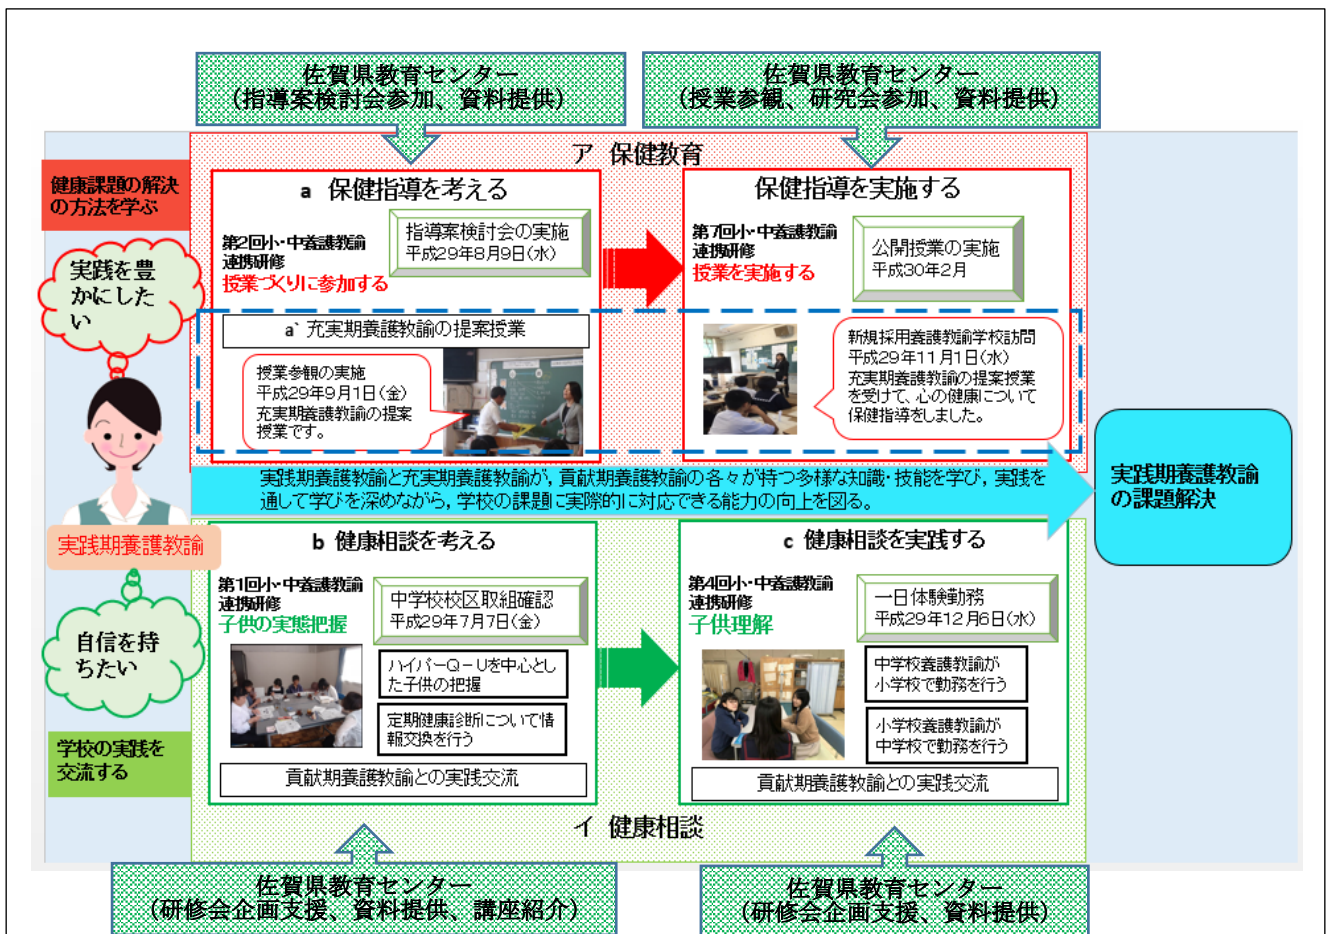 佐賀県教育センター
（指導案検討会参加、資料提供）
佐賀県教育センター
（授業参観、研究会参加、資料提供）
ア 保健教育
健康課題の解決
の方法を学ぶ
実践を豊
かにした
い
a 保健指導を考える
第2回小・中養護教諭
連携研修
授業づくりに参加する
指導案検討会の実施
平成29年8月9日(水)
a` 充実期養護教諭の提案授業
授業参観の実施
平成29年9月1日(金)
充実期養護教諭の提案
授業です。
保健指導を実施する
第7回小・中養護教諭
連携研修
授業を実施する
公開授業の実施
平成30年2月
新規採用養護教諭学校訪問
平成29年11月1日(水)
充実期養護教諭の提案授業
を受けて、心の健康について
保健指導をしました。
実践期養護教諭と充実期養護教諭が，貢献期養護教諭の各々が持つ多様な知識・技能を学び，実践を
通して学びを深めながら，学校の課題に実際的に対応できる能力の向上を図る。
実践期養護教諭
の課題解決
実践期養護教諭
自信を持
ちたい
学校の実践を
交流する
b 健康相談を考える
第1回小・中養護教諭
連携研修
子供の実態把握
中学校校区取組確認
平成29年7月7日(金)
ハイパーQ－Uを中心とし
た子供の把握
定期健康診断について情
報交換を行う
貢献期養護教諭との実践交流
c 健康相談を実践する
第4回小・中養護教諭
連携研修
子供理解
一日体験勤務
平成29年12月6日(水)
中学校養護教諭が
小学校で勤務を行う
小学校養護教諭が
中学校で勤務を行う
貢献期養護教諭との実践交流
イ 健康相談
佐賀県教育センター
（研修会企画支援、資料提供、講座紹介）
佐賀県教育センター
（研修会企画支援、資料提供）